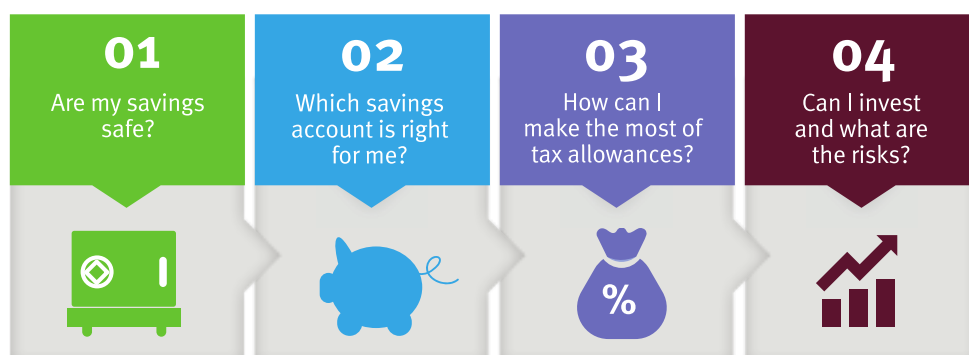 01
Are my savings
safe?
02
Which savings
account is right
for me?
03
How can I
make the most of
tax allowances?
04
Can I invest
and what are
the risks?
%